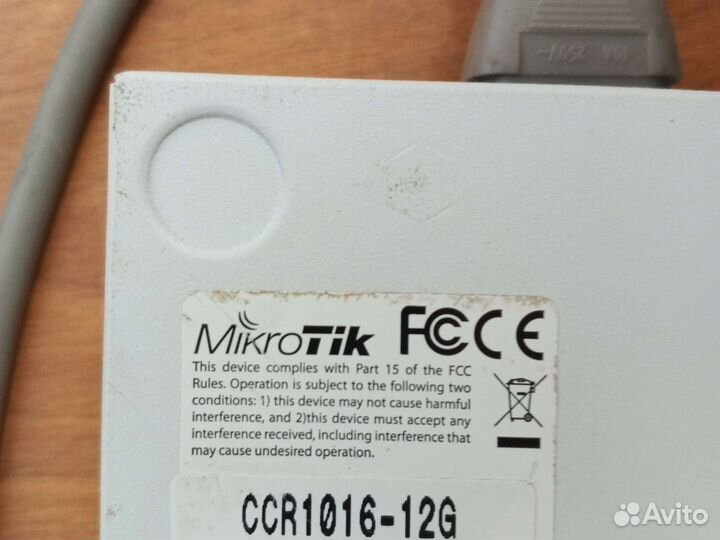 10A 250V~
MikroTik FC CE
This device complies with Part 15 of the FCC
Rules. Operation is subject to the following two
conditions: 1) this device may not cause harmful
interference, and 2)this device must accept any
interference received, including interference that
may cause undesired operation.
CCR1016-12G
Avito